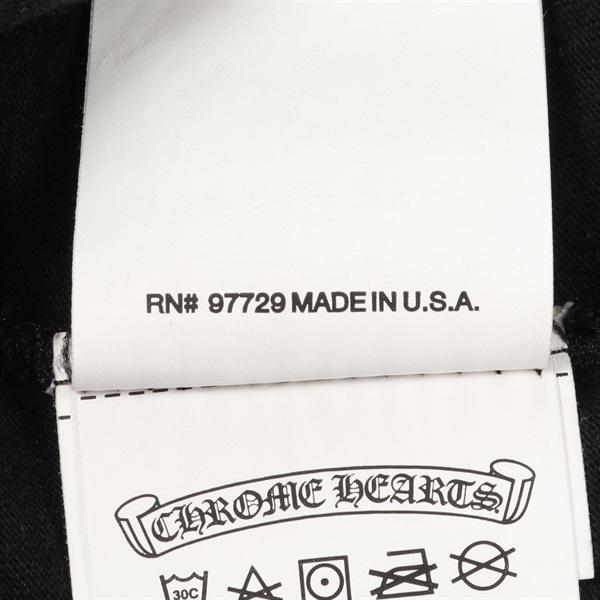 RN# 97729 MADE IN U.S.A.
CHROME HEARTS
30C